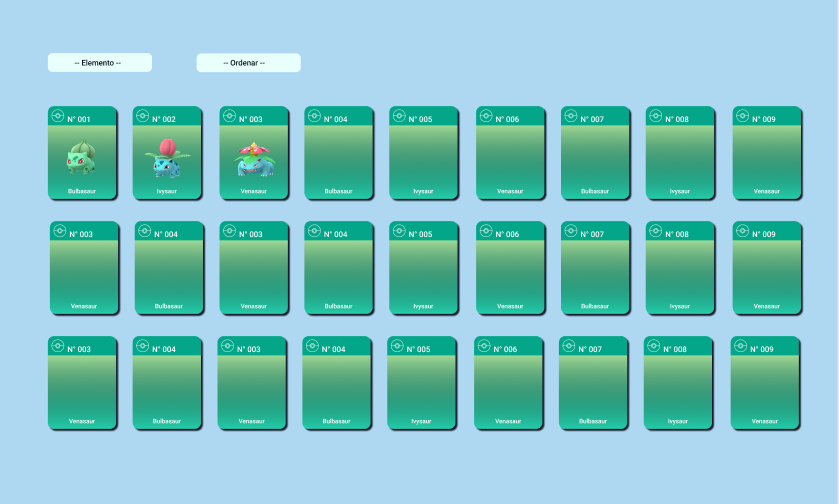 -- Elemento --
-- Ordenar --
N° 001
N° 002
N° 003
N° 004
N° 005
N° 006
N° 007
N° 008
N° 009
Bulbasaur
Ivysaur
Venasaur
Bulbasaur
Ivysaur
Venasaur
Bulbasaur
Ivysaur
Venasaur
N° 003
N° 004
N° 003
N° 004
N° 005
N° 006
N° 007
N° 008
N° 009
Venasaur
Bulbasaur
Venasaur
Bulbasaur
Ivysaur
Venasaur
Bulbasaur
Ivysaur
Venasaur
N° 003
N° 004
N° 003
N° 004
N° 005
N° 006
N° 007
N° 008
N° 009
Venasaur
Bulbasaur
Venasaur
Bulbasaur
Ivysaur
Venasaur
Bulbasaur
Ivysaur
Venasaur